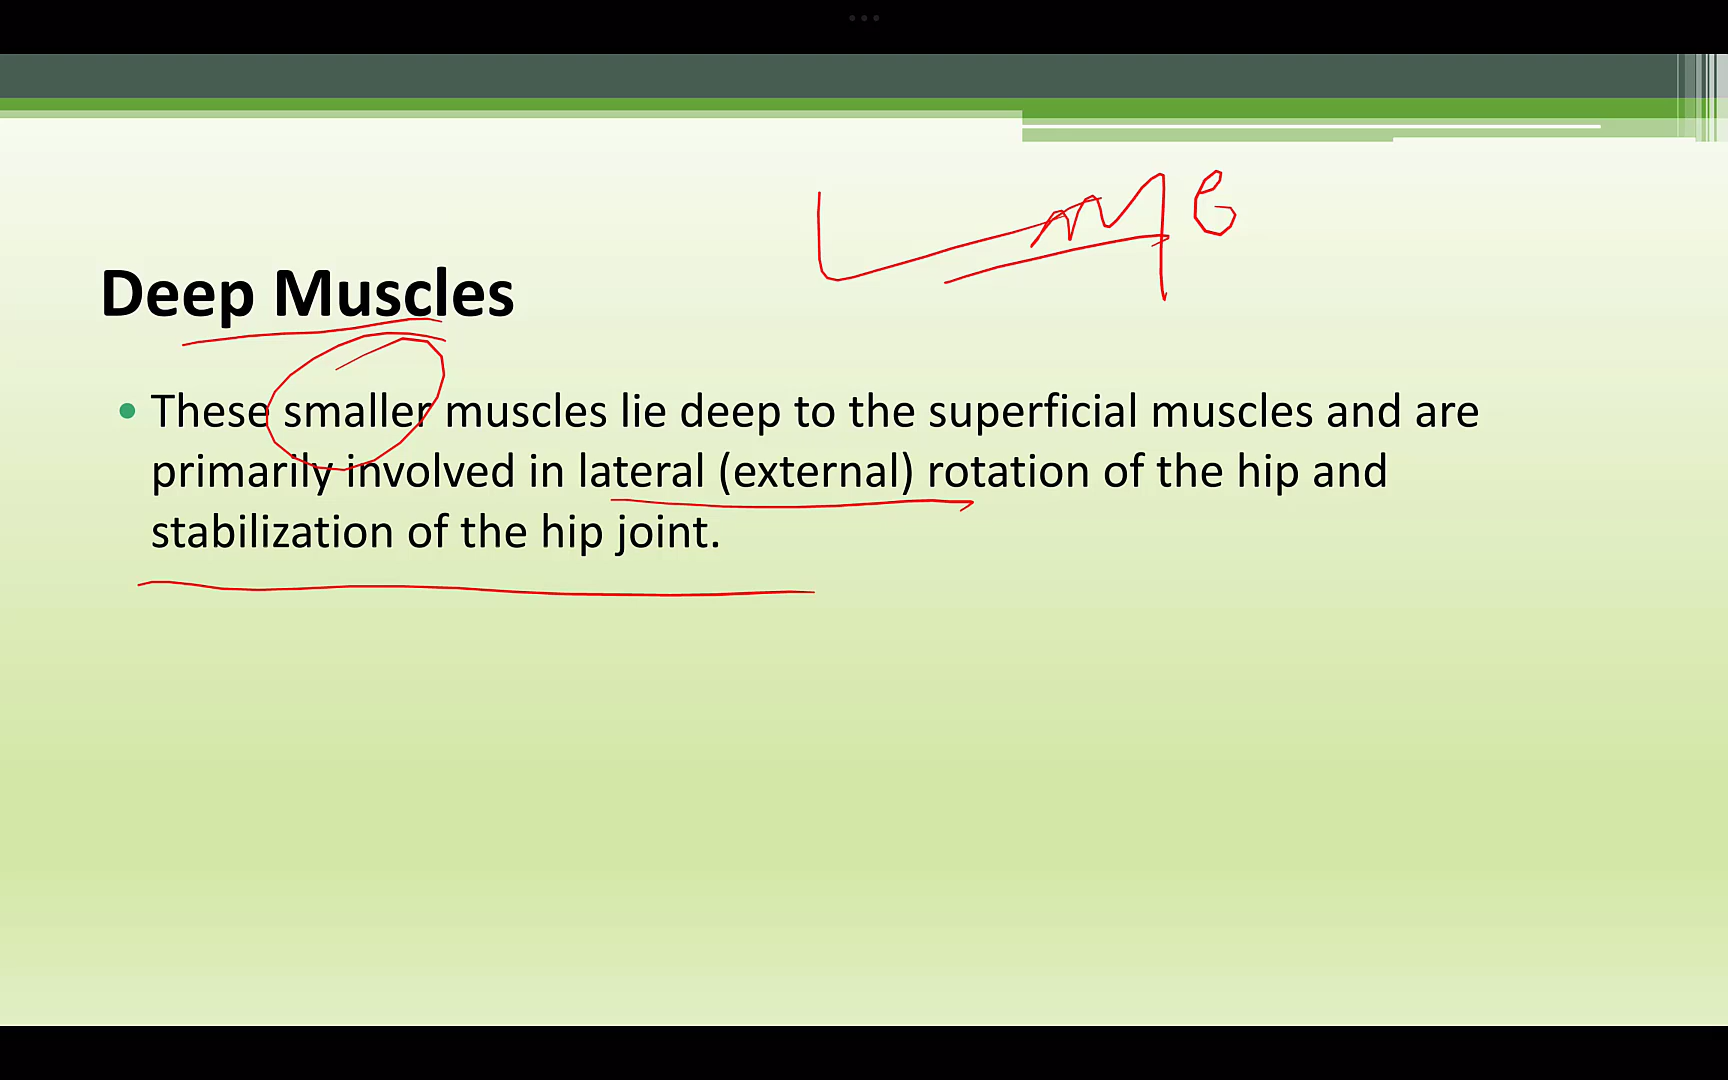 Deep Muscles
• These smaller muscles lie deep to the superficial muscles and are
primarily involved in lateral (external) rotation of the hip and
stabilization of the hip joint.